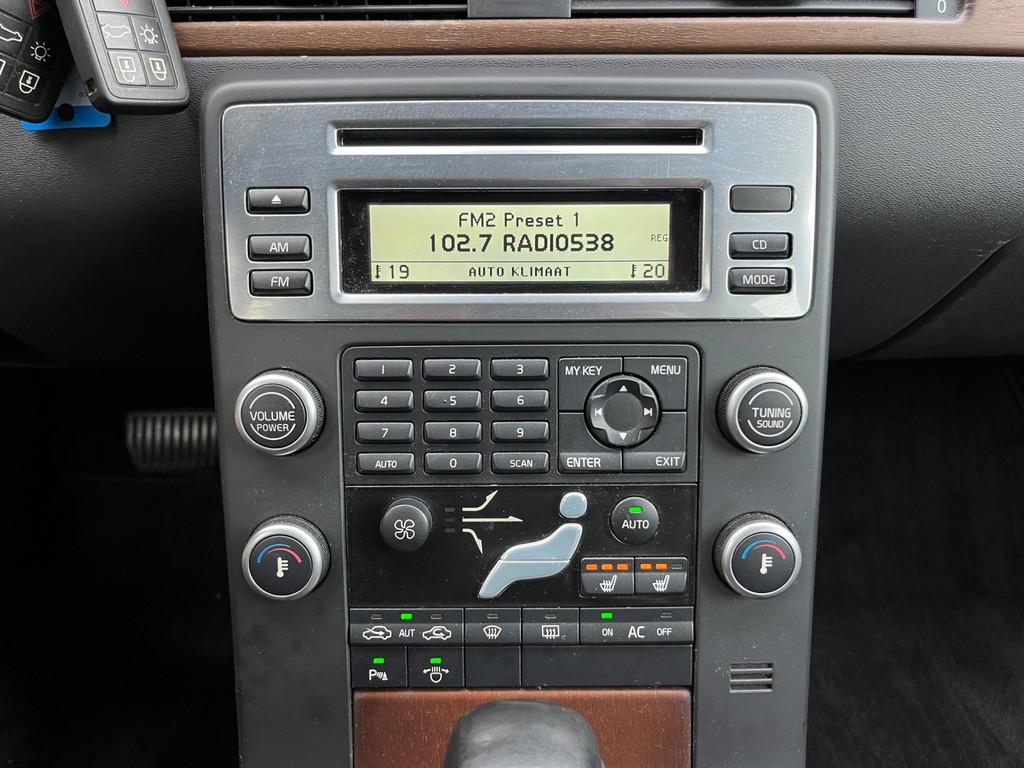 0
FM2 Preset 1
102.7 RADIO538
REG
19 AUTO KLIMAAT 20
AM
FM
CD
MODE
VOLUME
POWER
1 2 3
4 -5 6
7 8 9
AUTO 0 SCAN
MY KEY MENU
ENTER EXIT
TUNING
SOUND
AUTO
AUT
ON AC OFF
P